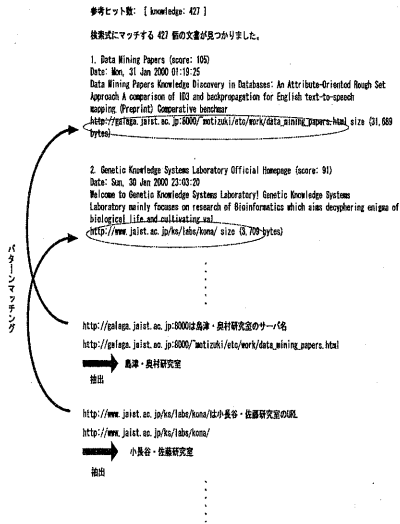 参考ヒット数: [ knowledge: 427 ]
検索式にマッチする 427 個の文書が見つかりました。
1. Data Mining Papers (score: 105)
Date: Mon, 31 Jan 2000 01:19:25
Data Mining Papers Knowledge Discovery in Databases: An Attribute-Oriented Rough Set
Approach A comparison of ID3 and backpropagation for English text-to-speech
mapping (Preprint) Comparative benchmar
http://galaga.jaist.ac.jp:8000/~motizuki/etc/work/data_mining_papers.html size (31,689
bytes)
2. Genetic Knowledge Systems Laboratory Official Homepage (score: 91)
Date: Sun, 30 Jan 2000 23:03:20
Welcome to Genetic Knowledge Systems Laboratory! Genetic Knowledge Systems
Laboratory mainly focuses on research of Bioinformatics which aims decyphering enigma of
biological life and cultivating val
http://www.jaist.ac.jp/ks/labs/kona/ size (3,709 bytes)
パターンマッチング
http://galaga.jaist.ac.jp:8000は島津・奥村研究室のサーバ名
http://galaga.jaist.ac.jp:8000/~motizuki/etc/work/data_mining_papers.html
島津・奥村研究室
抽出
http://www.jaist.ac.jp/ks/labs/kona/は小長谷・佐藤研究室のURL
http://www.jaist.ac.jp/ks/labs/kona/
小長谷・佐藤研究室
抽出